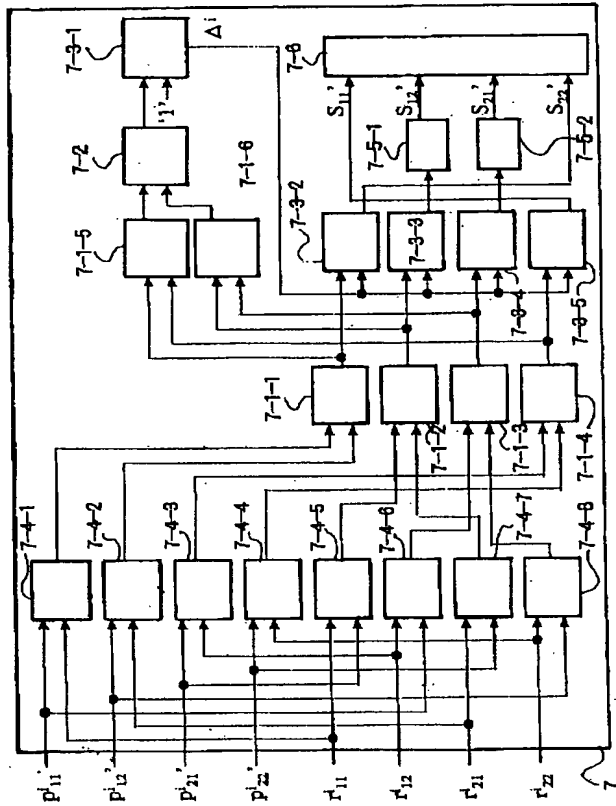 7-3-1
Δⁱ
7-2
'1'
7-1-5
7-1-6
7-6
S₁₁'
S₁₂'
S₂₁'
S₂₂'
7-5-1
7-5-2
7-3-2
7-3-3
7-3-4
7-3-5
7-1-1
7-1-2
7-1-3
7-1-4
7-4-1
7-4-2
7-4-3
7-4-4
7-4-5
7-4-6
7-4-7
7-4-8
pⁱ₁₁'
pⁱ₁₂'
pⁱ₂₁'
pⁱ₂₂'
rⁱ₁₁
rⁱ₁₂
rⁱ₂₁
rⁱ₂₂
7